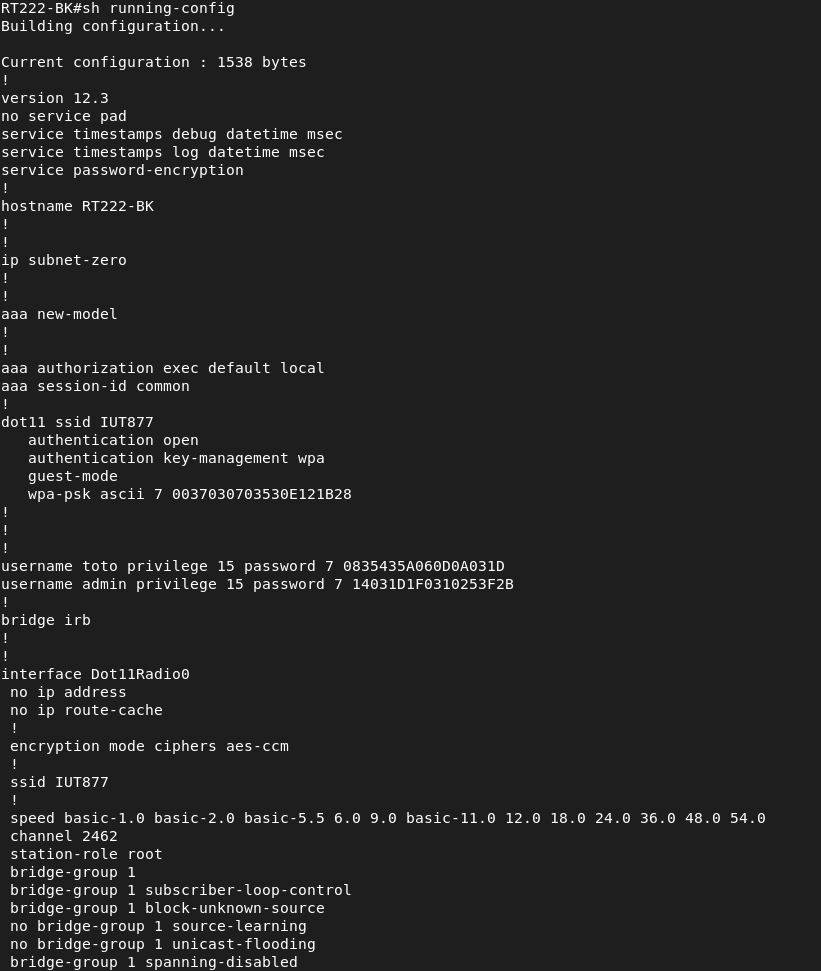 RT222-BK#sh running-config
Building configuration...
Current configuration : 1538 bytes
!
version 12.3
no service pad
service timestamps debug datetime msec
service timestamps log datetime msec
service password-encryption
!
hostname RT222-BK
!
!
ip subnet-zero
!
!
aaa new-model
!
!
aaa authorization exec default local
aaa session-id common
!
dot11 ssid IUT877
   authentication open
   authentication key-management wpa
   guest-mode
   wpa-psk ascii 7 0037030703530E121B28
!
!
!
username toto privilege 15 password 7 0835435A060D0A031D
username admin privilege 15 password 7 14031D1F0310253F2B
!
bridge irb
!
!
interface Dot11Radio0
 no ip address
 no ip route-cache
 !
 encryption mode ciphers aes-ccm
 !
 ssid IUT877
 !
 speed basic-1.0 basic-2.0 basic-5.5 6.0 9.0 basic-11.0 12.0 18.0 24.0 36.0 48.0 54.0
 channel 2462
 station-role root
 bridge-group 1
 bridge-group 1 subscriber-loop-control
 bridge-group 1 block-unknown-source
 no bridge-group 1 source-learning
 no bridge-group 1 unicast-flooding
 bridge-group 1 spanning-disabled